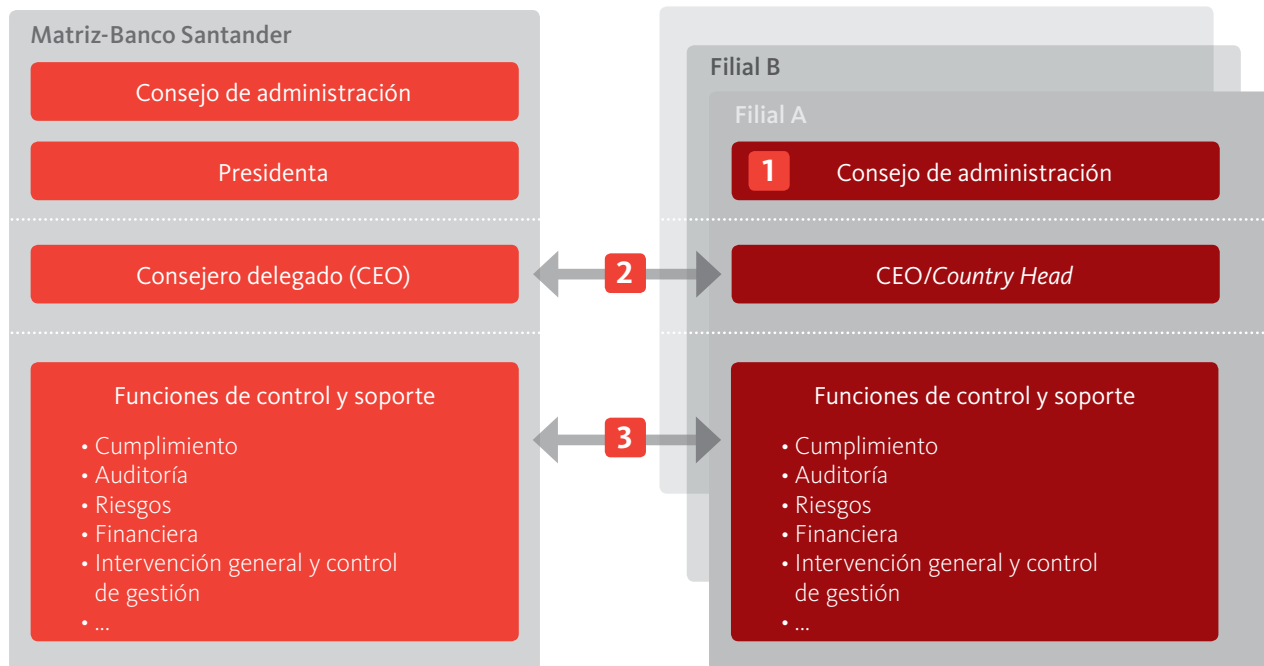 Matriz-Banco Santander
Consejo de administración
Presidenta
Consejero delegado (CEO)
Funciones de control y soporte
• Cumplimiento
• Auditoría
• Riesgos
• Financiera
• Intervención general y control
de gestión
• ...
2
3
Filial B
Filial A
1 Consejo de administración
CEO/Country Head
Funciones de control y soporte
• Cumplimiento
• Auditoría
• Riesgos
• Financiera
• Intervención general y control
de gestión
• ...